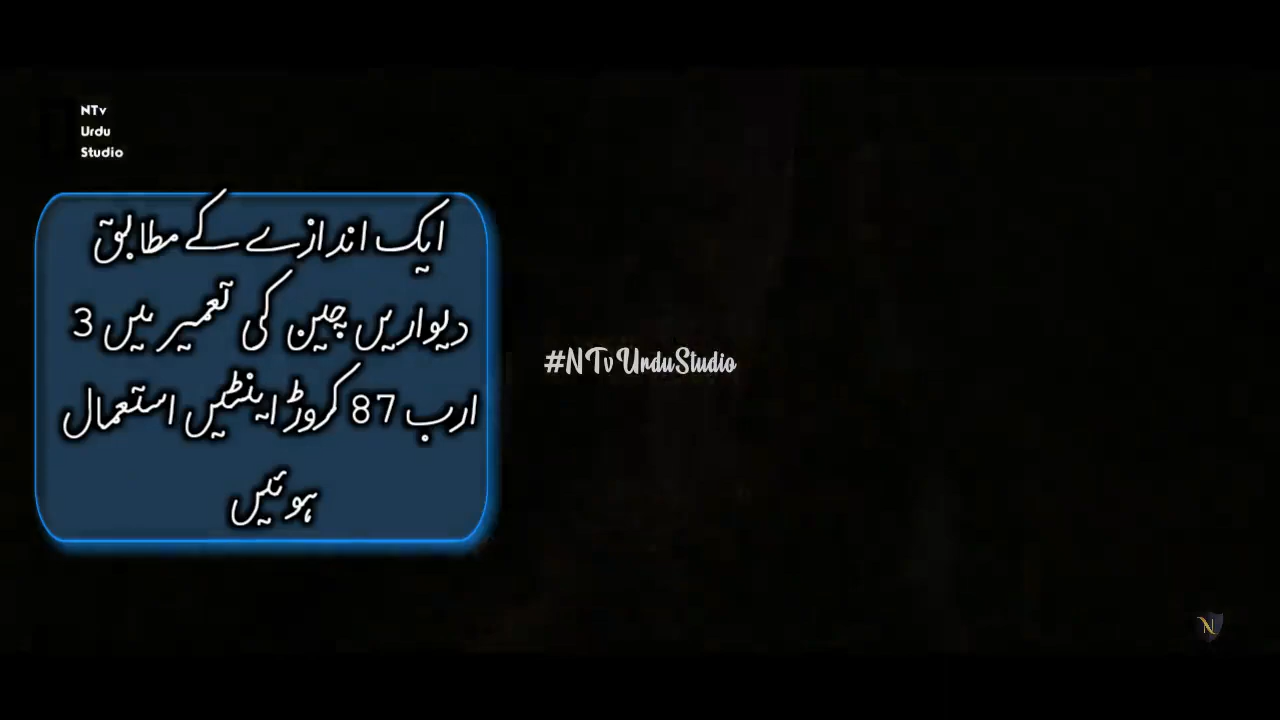 NTv
Urdu
Studio
ایک اندازے کے مطابق
دیواریں چین کی تعمیر میں 3
ارب 87 کروڑ اینٹیں استعمال
ہوئیں
#NTvUrduStudio
N